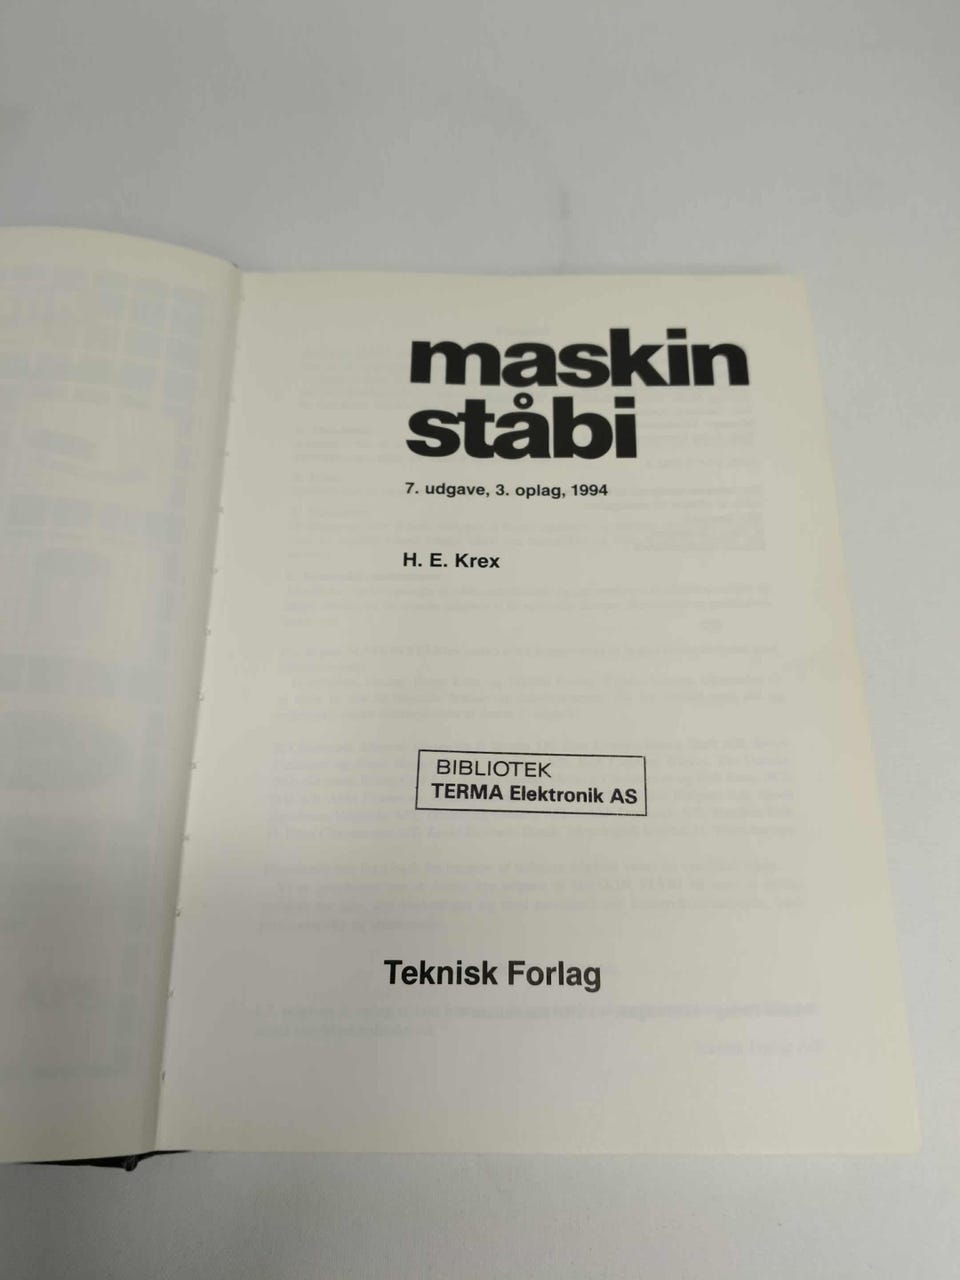 maskin
ståbi
7. udgave, 3. oplag, 1994
H. E. Krex
BIBLIOTEK
TERMA Elektronik AS
Teknisk Forlag